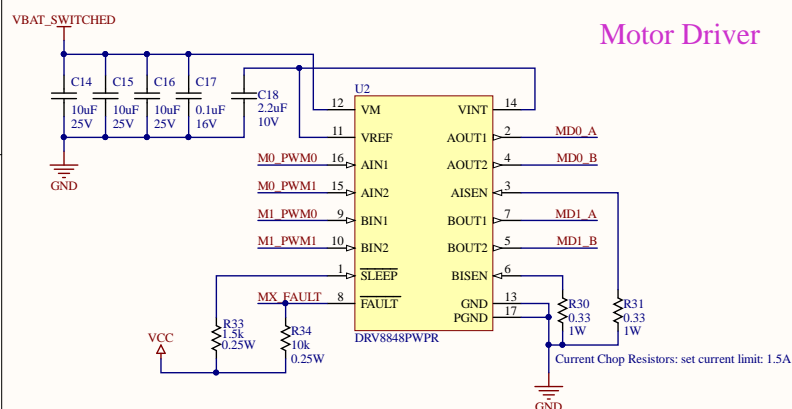 VBAT_SWITCHED
Motor Driver
C14
10uF
25V
C15
10uF
25V
C16
10uF
25V
C17
0.1uF
16V
C18
2.2uF
10V
U2
12 VM
VINT 14
11 VREF
AOUT1 2 MD0_A
M0_PWM0 16 AIN1
AOUT2 4 MD0_B
GND
M0_PWM1 15 AIN2
AISEN 3
M1_PWM0 9 BIN1
BOUT1 7 MD1_A
M1_PWM1 10 BIN2
BOUT2 5 MD1_B
1 SLEEP
BISEN 6
MX_FAULT 8 FAULT
GND 13
PGND 17
DRV8848PWPR
R30
0.33
1W
R31
0.33
1W
R33
1.5k
0.25W
R34
10k
0.25W
VCC
Current Chop Resistors: set current limit: 1.5A
GND